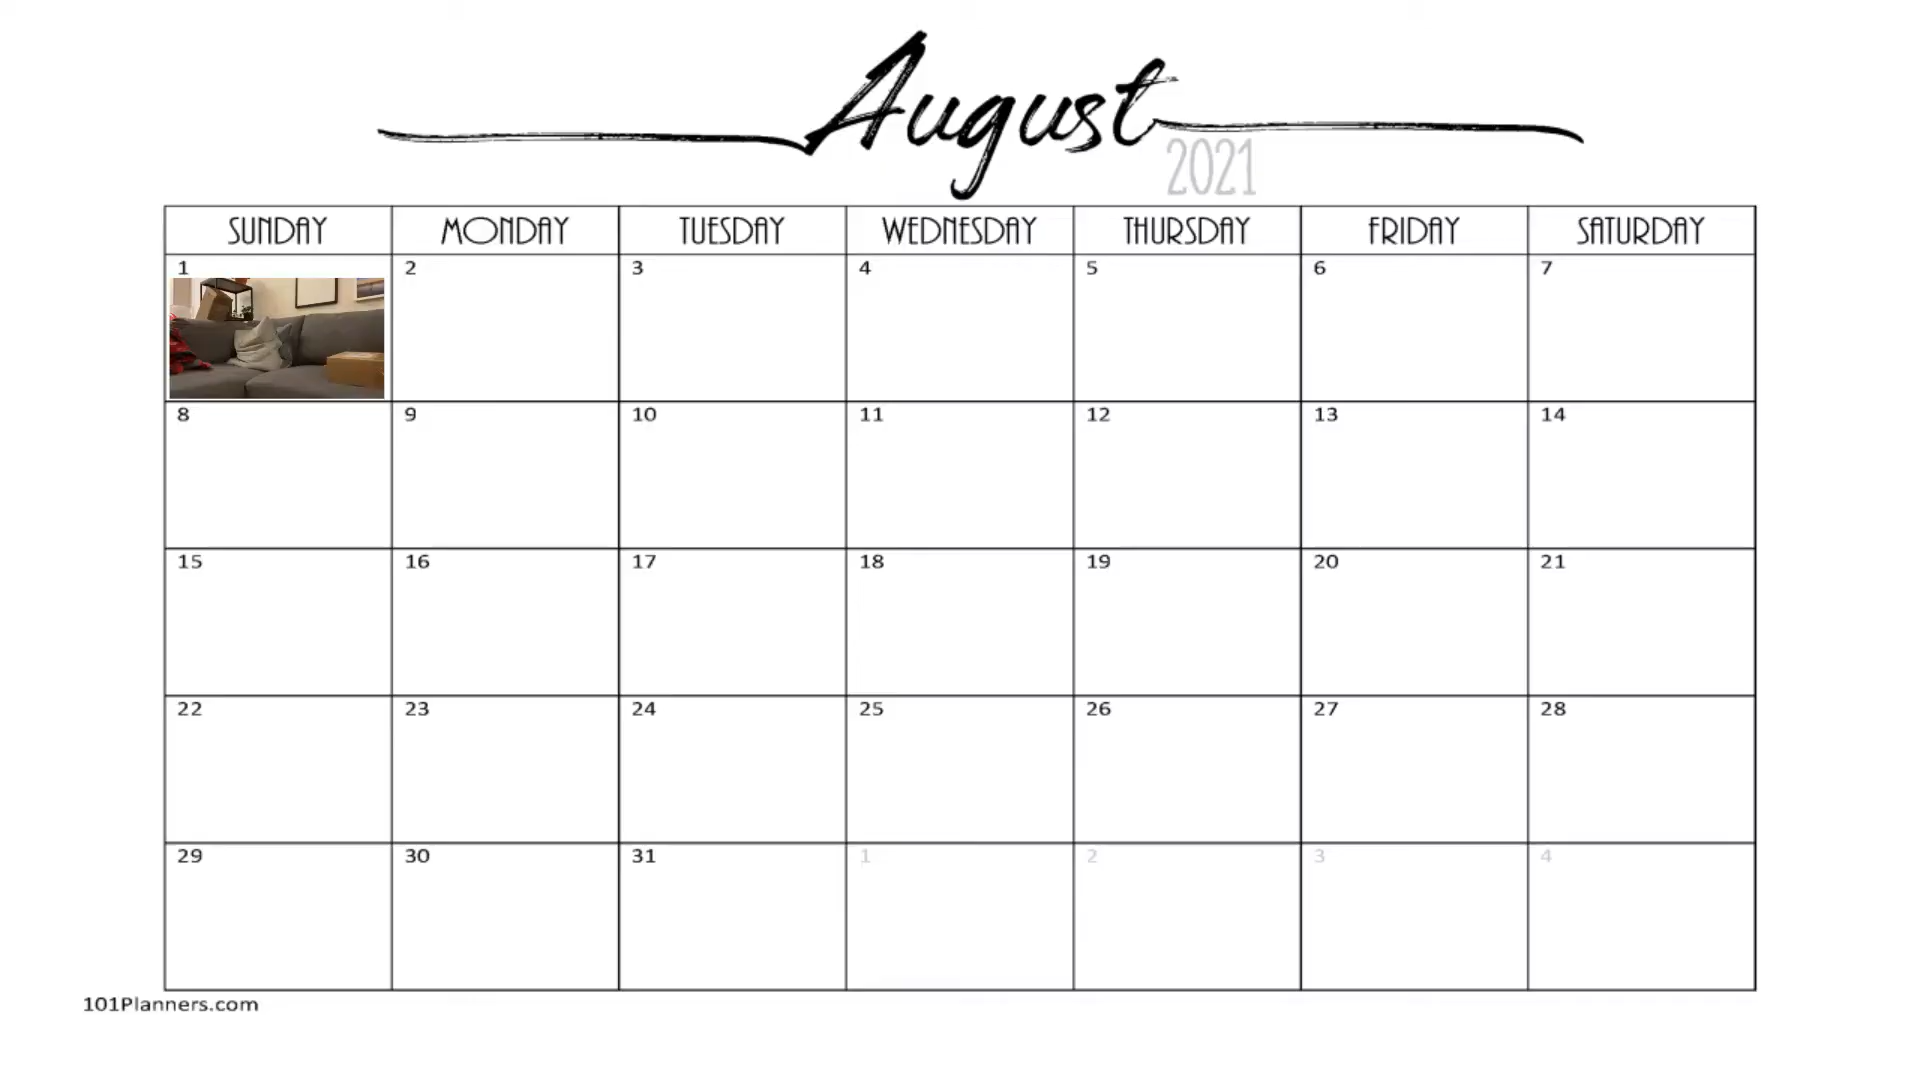 August
2021
SUNDAY MONDAY TUESDAY WEDNESDAY THURSDAY FRIDAY SATURDAY
1 2 3 4 5 6 7
8 9 10 11 12 13 14
15 16 17 18 19 20 21
22 23 24 25 26 27 28
29 30 31 1 2 3 4
101Planners.com